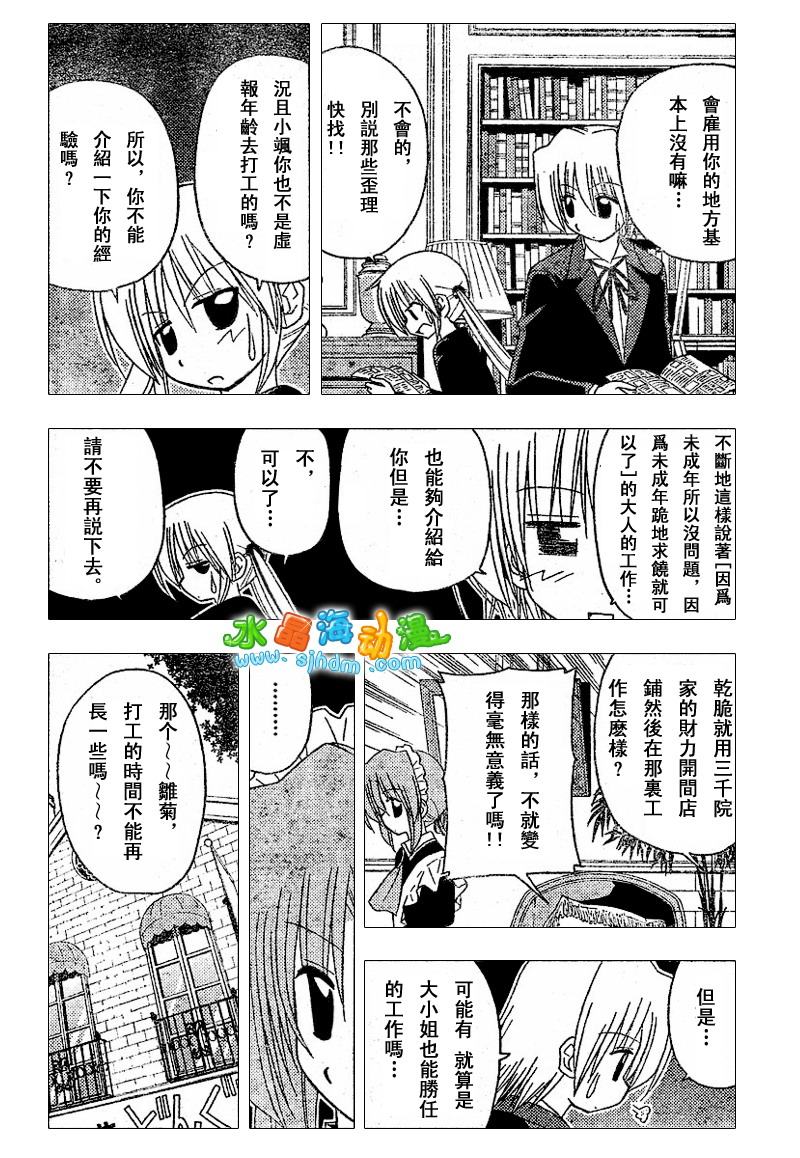 會雇用你的地方基
本上沒有嘛…
不會的，
別說那些歪理
快找!!
況且小颯你也不是虛
報年齡去打工的嗎？
所以，你不能
介紹一下你的經
驗嗎？
不斷地這樣說著[因爲
未成年所以沒問題，因
爲未成年跪地求饒就可
以了]的大人的工作…
也能夠介紹給
你但是…
不，
可以了…
請不要再説下去。
水晶海动漫
www.sjhdm.com
乾脆就用三千院
家的財力開間店
鋪然後在那裏工
作怎麽樣？
那樣的話，不就變
得毫無意義了嗎!!
但是…
可能有 就算是
大小姐也能勝任
的工作嗎…
………
那个～～雛菊，
打工的時間不能再
長一些嗎～～？
どんぐ